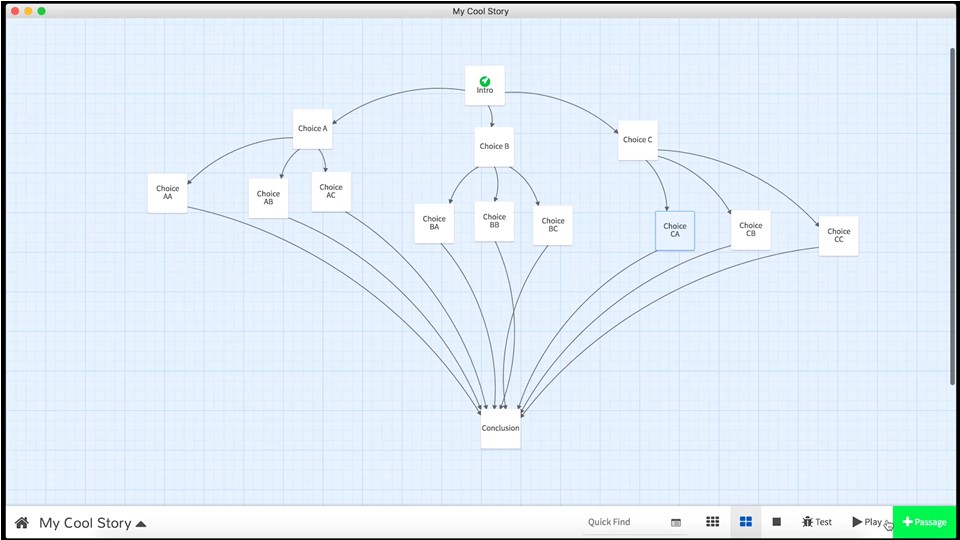 My Cool Story
Intro
Choice A
Choice B
Choice C
Choice
AA
Choice
AB
Choice
AC
Choice
BA
Choice
BB
Choice
BC
Choice
CA
Choice
CB
Choice
CC
Conclusion
My Cool Story
Quick Find
Test
Play
+Passage